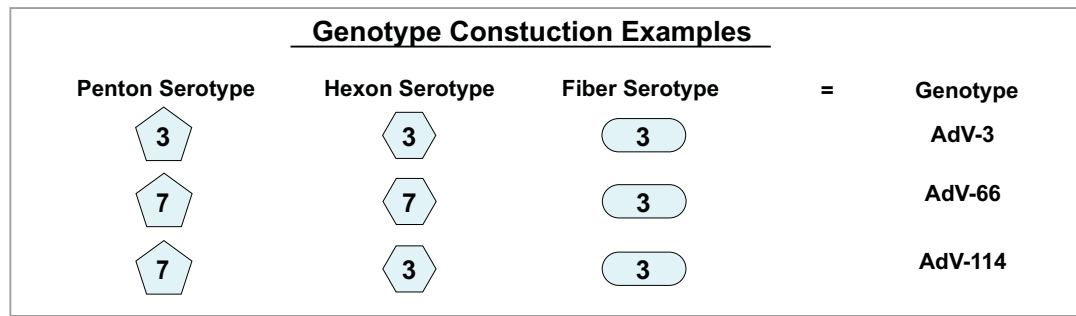 Genotype Constuction Examples
Penton Serotype Hexon Serotype Fiber Serotype = Genotype
3 3 3 AdV-3
7 7 3 AdV-66
7 3 3 AdV-114